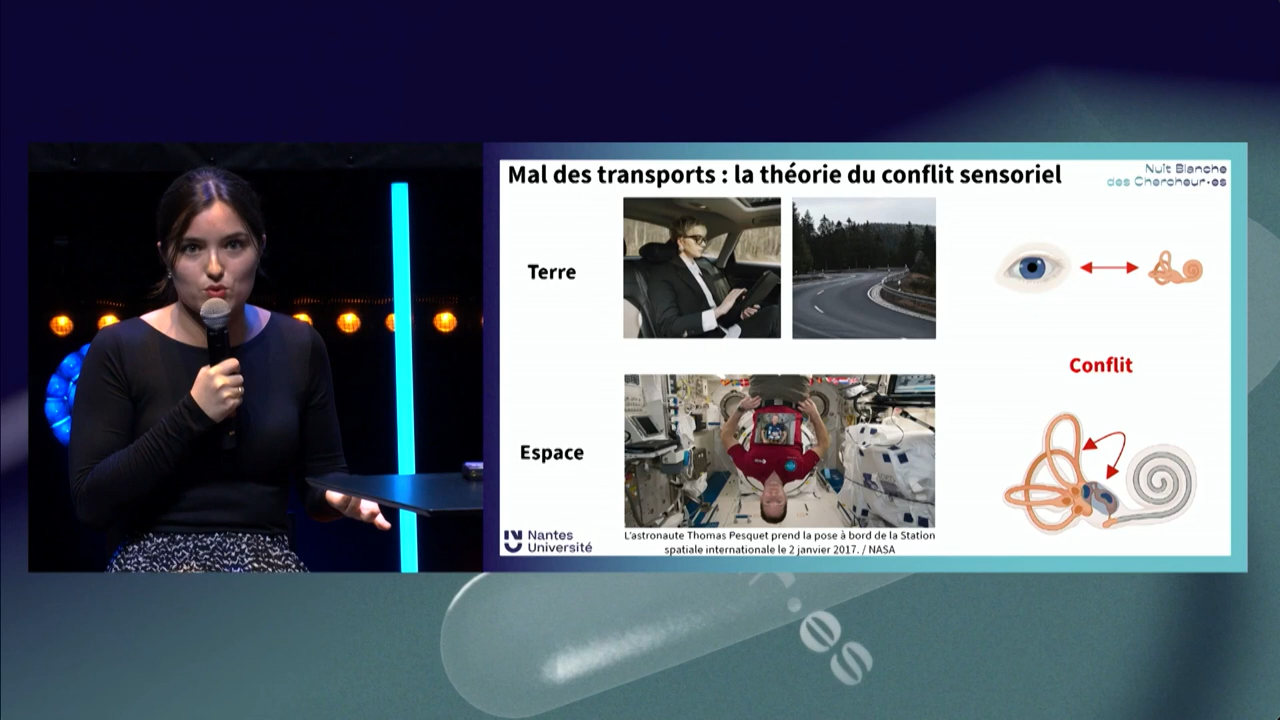 Mal des transports : la théorie du conflit sensoriel
Nuit Blanche
des Chercheur•es
Terre
Conflit
Espace
L'astronaute Thomas Pesquet prend la pose à bord de la Station
spatiale internationale le 2 janvier 2017. / NASA
Nantes
Université
r.es